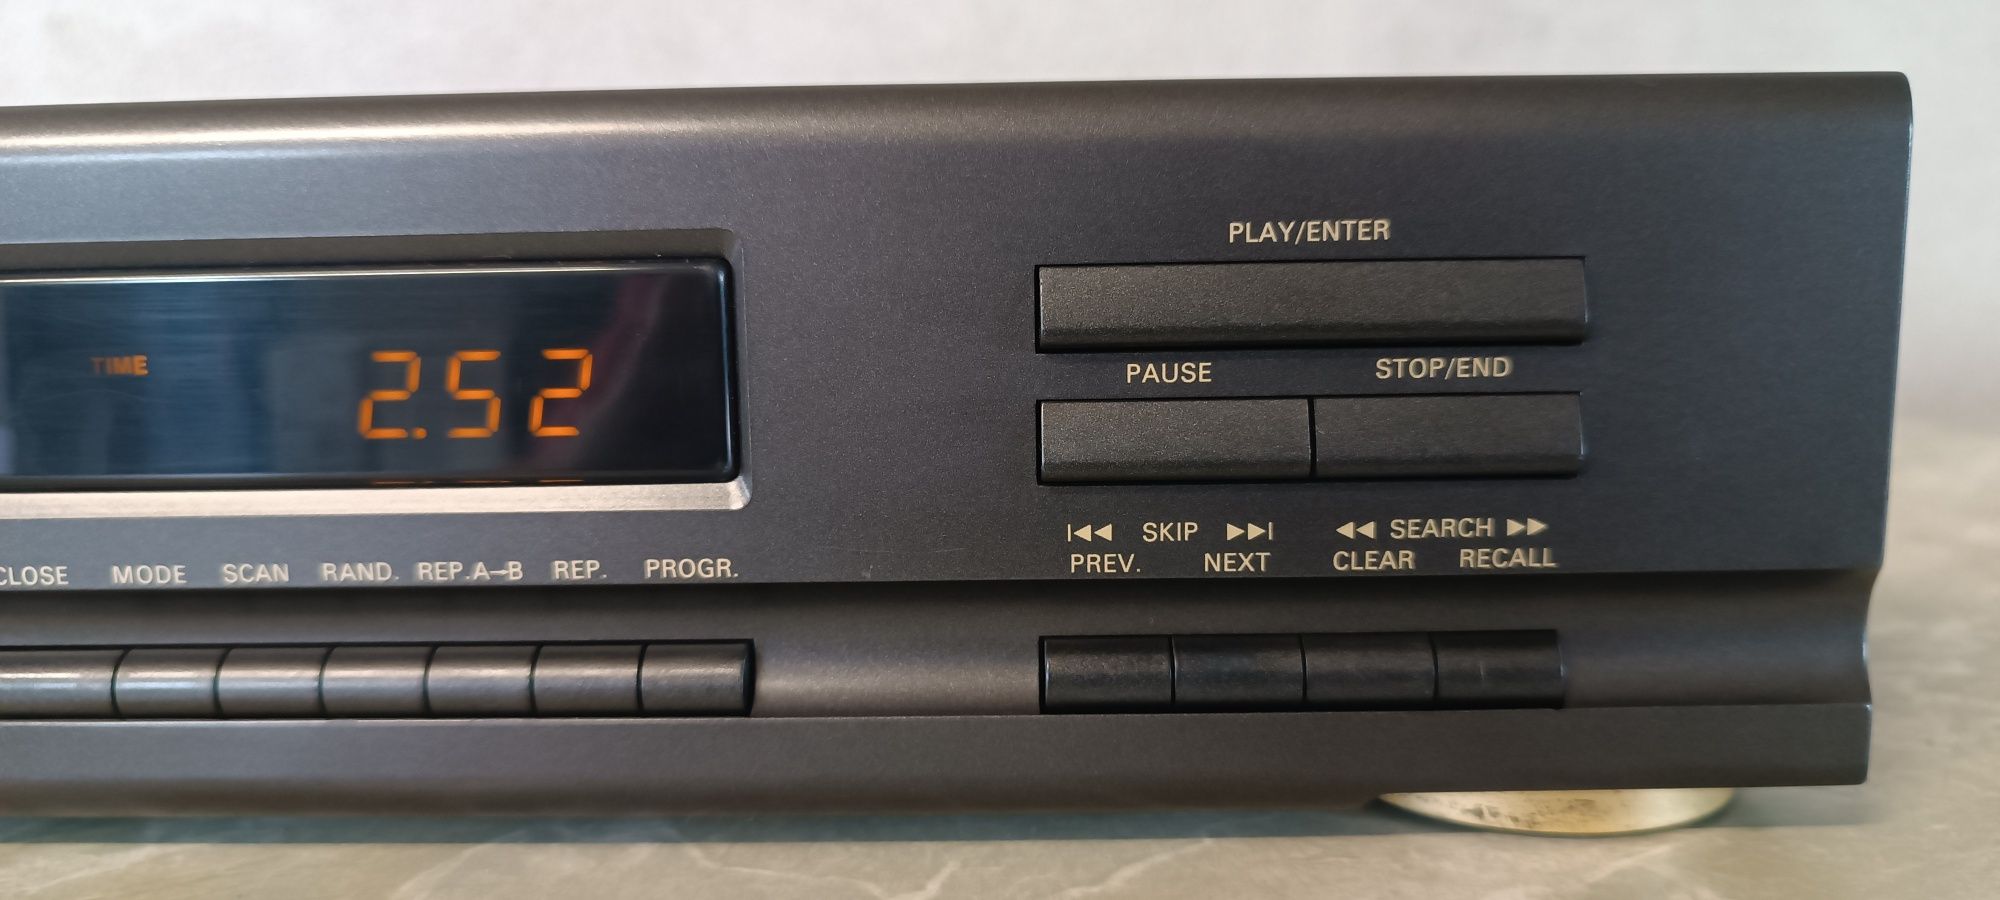 PLAY/ENTER
TIME
2.52
PAUSE STOP/END
|◀◀ SKIP ▶▶| ◀◀ SEARCH ▶▶
PREV. NEXT CLEAR RECALL
CLOSE MODE SCAN RAND. REP.A→B REP. PROGR.